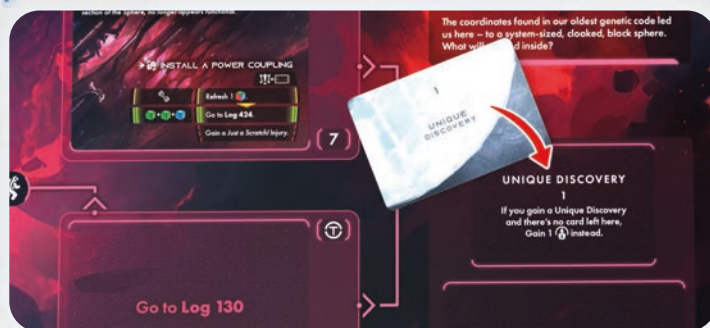 section of the Sphere, no longer appears functional.
INSTALL A POWER COUPLING
Refresh 1
Go to Log 424.
Gain a Just a Scratch! Injury.
7
Go to Log 130
The coordinates found in our oldest genetic code led
us here – to a system-sized, cloaked, black sphere.
What will d inside?
1
UNIQUE
DISCOVERY
UNIQUE DISCOVERY
1
If you gain a Unique Discovery
and there's no card left here,
Gain 1 instead.
T